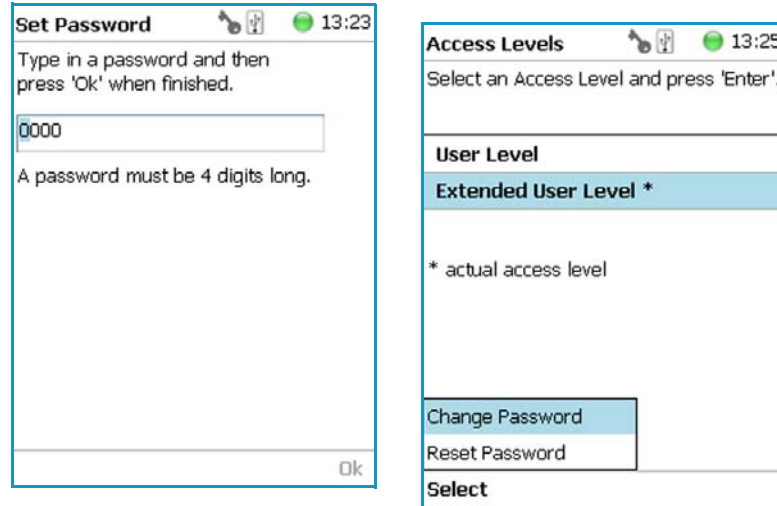 Set Password 13:23
Type in a password and then
press 'Ok' when finished.
0000
A password must be 4 digits long.
Ok
Access Levels 13:25
Select an Access Level and press 'Enter'.
User Level
Extended User Level *
* actual access level
Change Password
Reset Password
Select